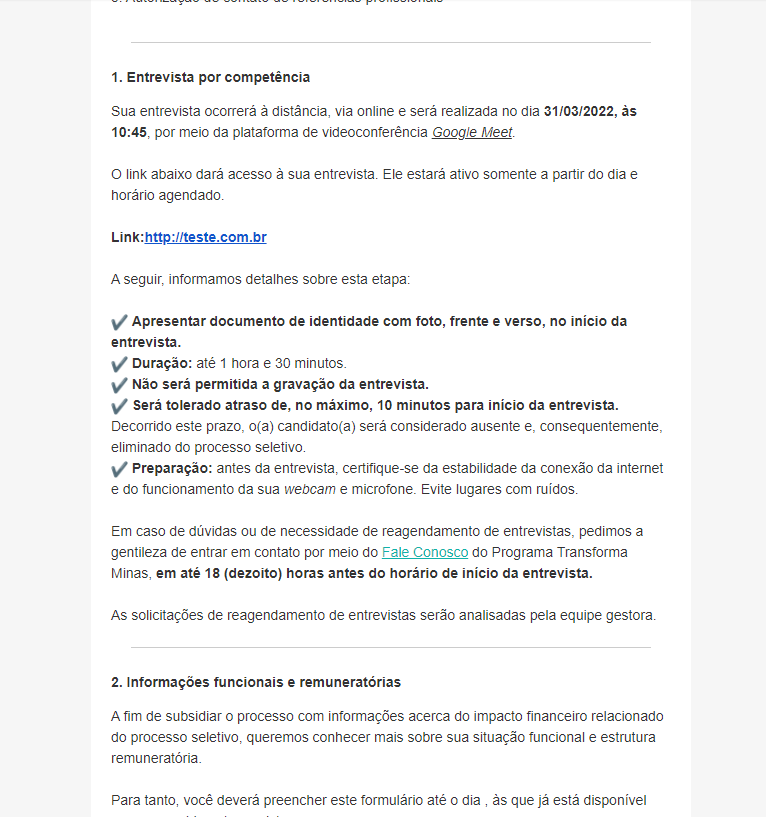 1. Entrevista por competência
Sua entrevista ocorrerá à distância, via online e será realizada no dia 31/03/2022, às
10:45, por meio da plataforma de videoconferência Google Meet.
O link abaixo dará acesso à sua entrevista. Ele estará ativo somente a partir do dia e
horário agendado.
Link:http://teste.com.br
A seguir, informamos detalhes sobre esta etapa:
✔ Apresentar documento de identidade com foto, frente e verso, no início da
entrevista.
✔ Duração: até 1 hora e 30 minutos.
✔ Não será permitida a gravação da entrevista.
✔ Será tolerado atraso de, no máximo, 10 minutos para início da entrevista.
Decorrido este prazo, o(a) candidato(a) será considerado ausente e, consequentemente,
eliminado do processo seletivo.
✔ Preparação: antes da entrevista, certifique-se da estabilidade da conexão da internet
e do funcionamento da sua webcam e microfone. Evite lugares com ruídos.
Em caso de dúvidas ou de necessidade de reagendamento de entrevistas, pedimos a
gentileza de entrar em contato por meio do Fale Conosco do Programa Transforma
Minas, em até 18 (dezoito) horas antes do horário de início da entrevista.
As solicitações de reagendamento de entrevistas serão analisadas pela equipe gestora.
2. Informações funcionais e remuneratórias
A fim de subsidiar o processo com informações acerca do impacto financeiro relacionado
do processo seletivo, queremos conhecer mais sobre sua situação funcional e estrutura
remuneratória.
Para tanto, você deverá preencher este formulário até o dia , às que já está disponível